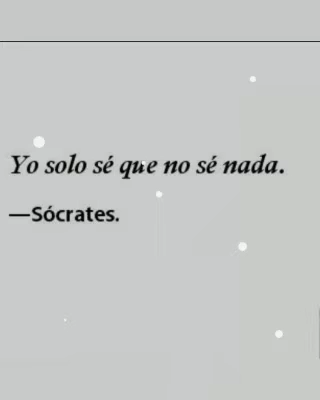 Yo solo sé que no sé nada.
—Sócrates.